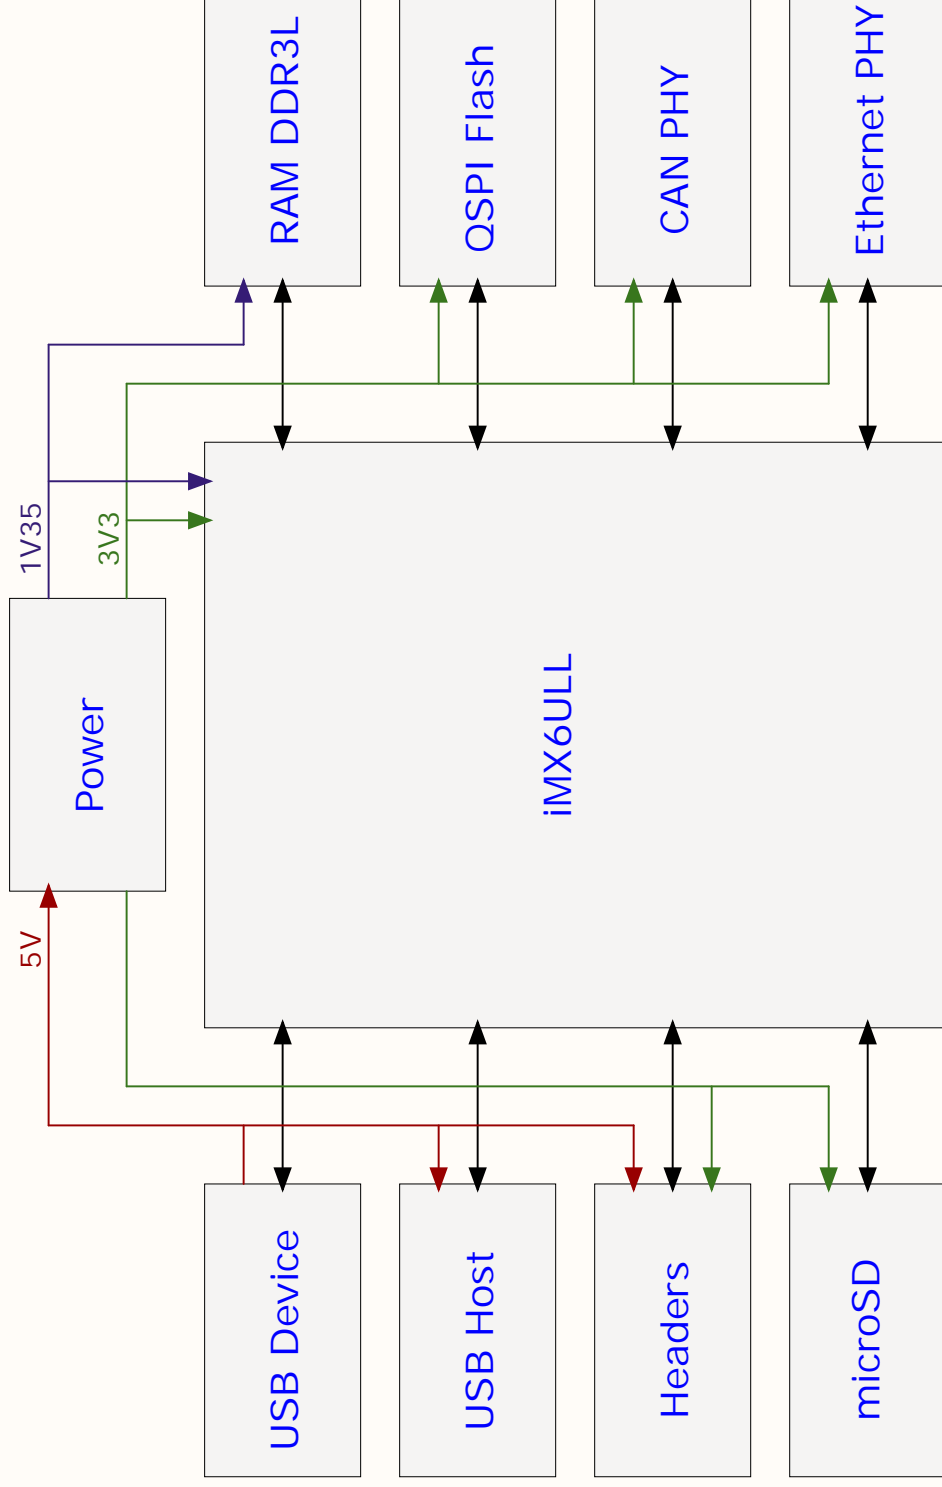 RAM DDR3L
QSPI Flash
CAN PHY
Ethernet PHY
1V35
3V3
Power
iMX6ULL
5V
USB Device
USB Host
Headers
microSD